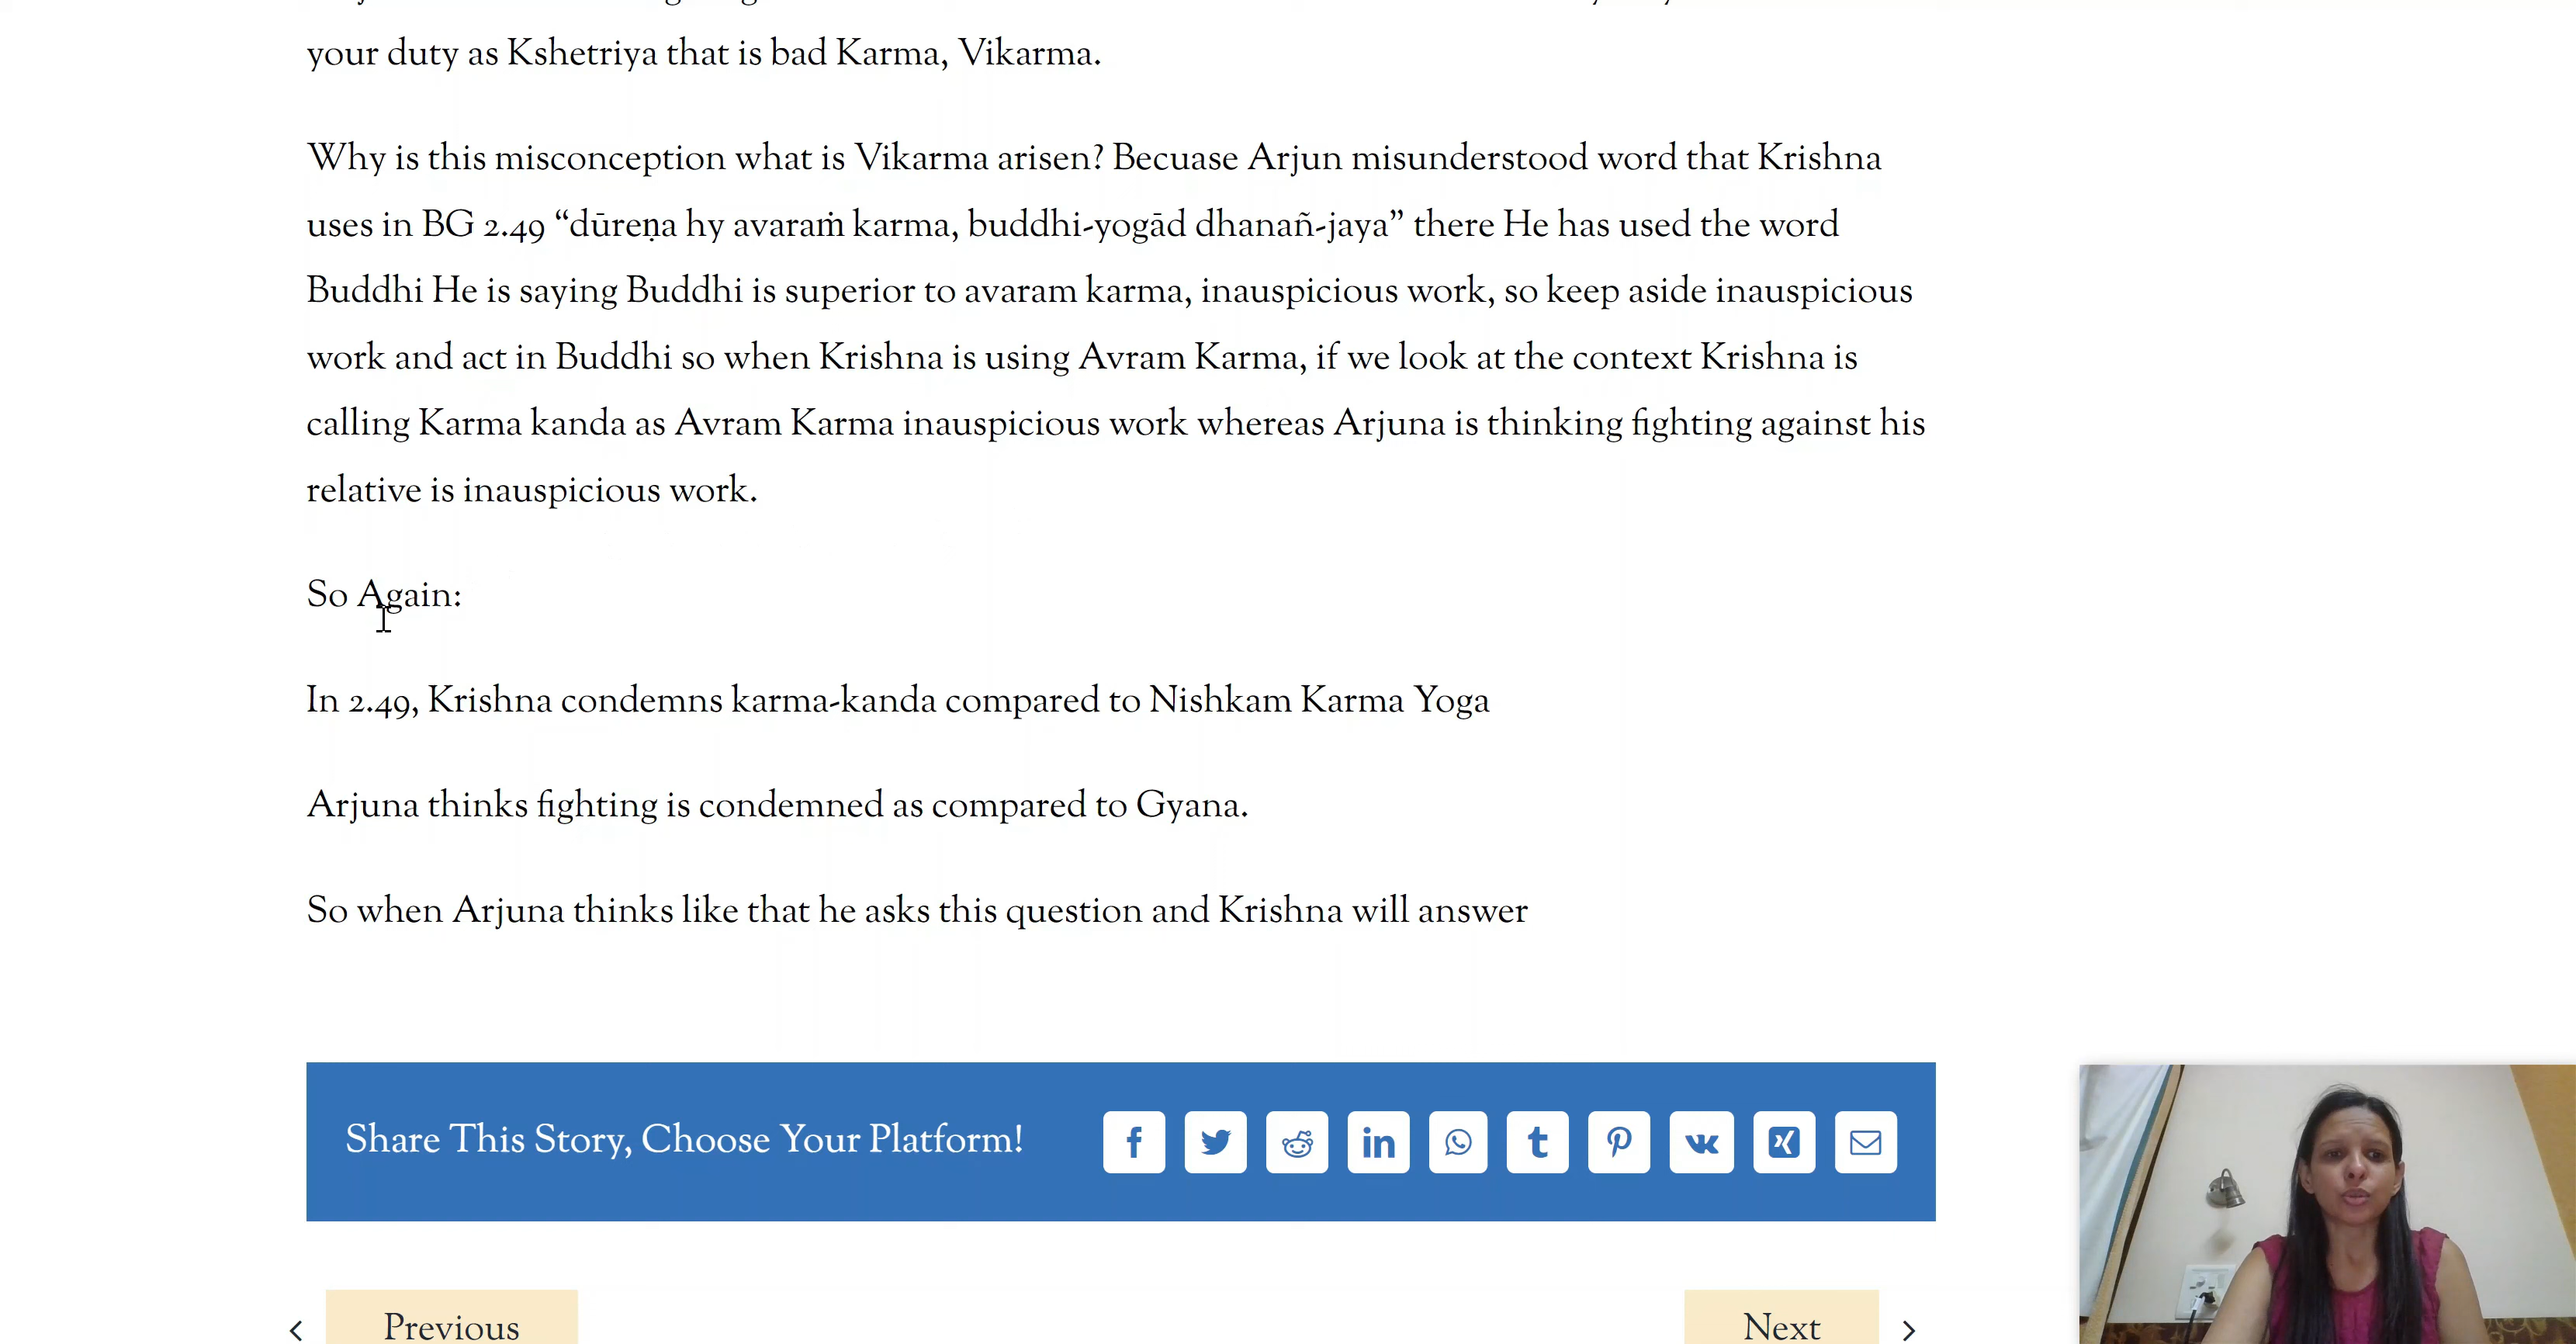 your duty as Kshetriya that is bad Karma, Vikarma.
Why is this misconception what is Vikarma arisen? Becuase Arjun misunderstood word that Krishna
uses in BG 2.49 “dūreṇa hy avaraṁ karma, buddhi-yogād dhanañ-jaya” there He has used the word
Buddhi He is saying Buddhi is superior to avaram karma, inauspicious work, so keep aside inauspicious
work and act in Buddhi so when Krishna is using Avram Karma, if we look at the context Krishna is
calling Karma kanda as Avram Karma inauspicious work whereas Arjuna is thinking fighting against his
relative is inauspicious work.
So Again:
In 2.49, Krishna condemns karma-kanda compared to Nishkam Karma Yoga
Arjuna thinks fighting is condemned as compared to Gyana.
So when Arjuna thinks like that he asks this question and Krishna will answer
Share This Story, Choose Your Platform!
Previous
Next